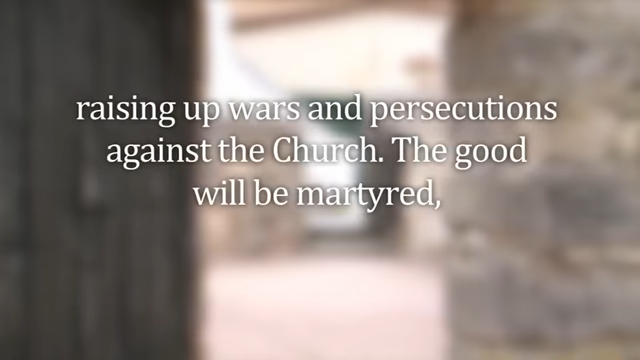 raising up wars and persecutions
against the Church. The good
will be martyred,